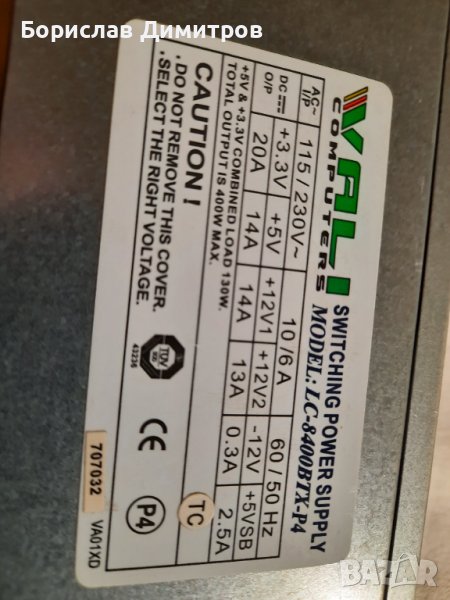 Борислав Димитров
VALI
COMPUTERS
SWITCHING POWER SUPPLY
MODEL: LC-8400BTX-P4
AC~ I/P 115 / 230V~ 10 /6 A 60 / 50 Hz
DC O/P +3.3V +5V +12V1 +12V2 -12V +5VSB
20A 14A 14A 13A 0.3A 2.5A
+5V & +3.3V COMBINED LOAD 130W.
TOTAL OUTPUT IS 400W MAX.
CAUTION !
.DO NOT REMOVE THIS COVER.
.SELECT THE RIGHT VOLTAGE.
TÜV
43236
CE
TC
P4
707032
VA01XD
BAZAR